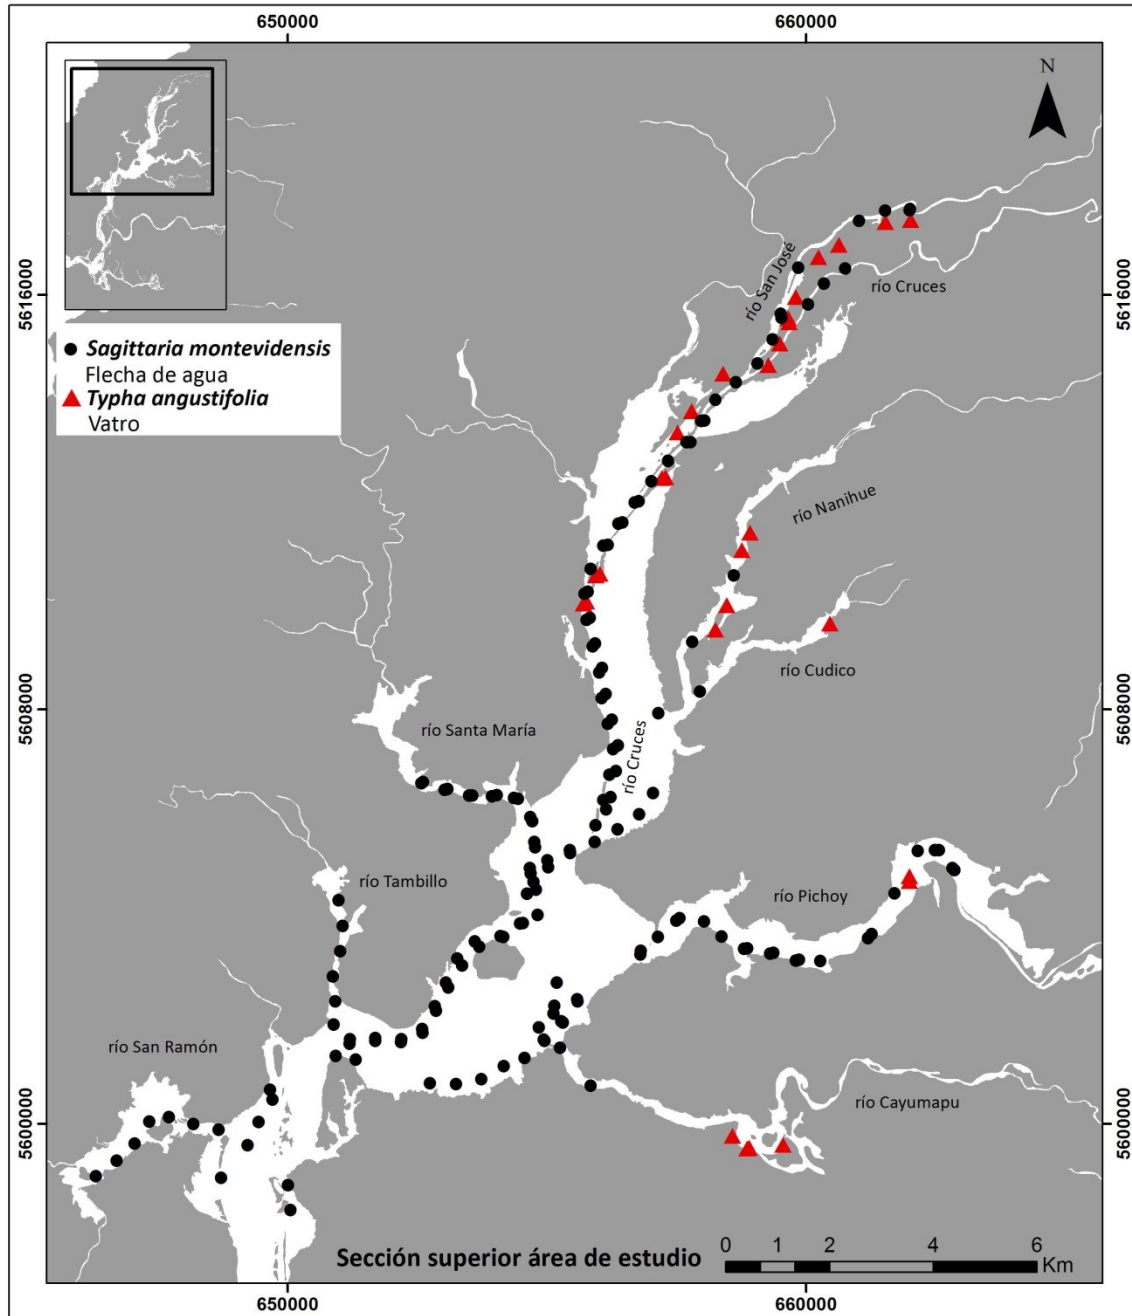 650000
660000
N
5616000
5616000
río San José
río Cruces
Sagittaria montevidensis
Flecha de agua
Typha angustifolia
Vatro
río Nanihue
río Cudico
5608000
5608000
río Santa María
río Cruces
río Tambillo
río Pichoy
río San Ramón
río Cayumapu
5600000
5600000
Sección superior área de estudio
0 1 2 4 6
Km
650000
660000